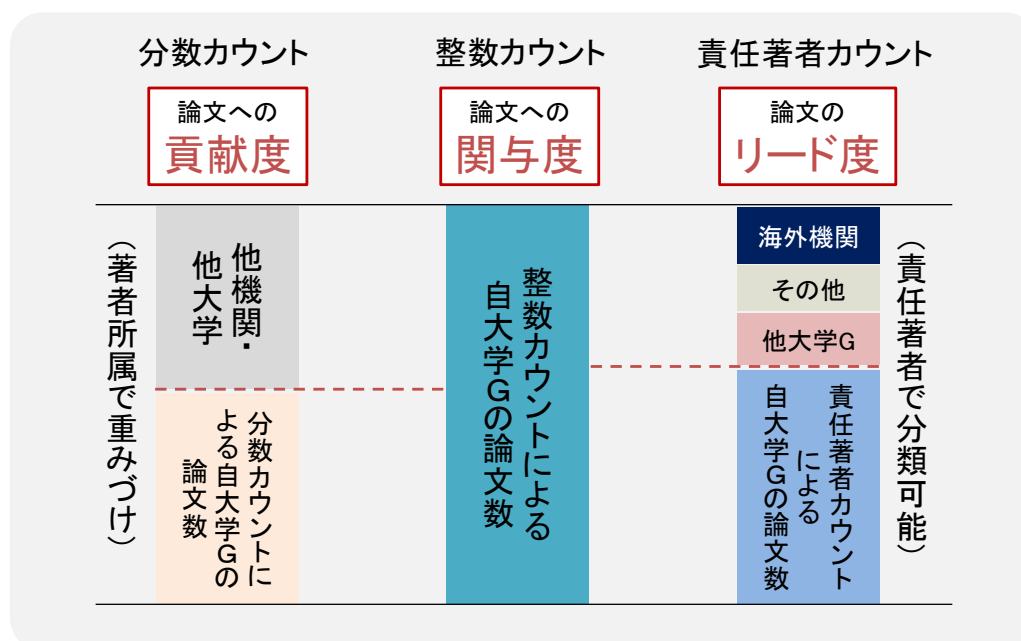 分数カウント
論文への
貢献度
整数カウント
論文への
関与度
責任著者カウント
論文の
リード度
（著者所属で重みづけ）
他機関・
他大学
分数カウントに
よる自大学Gの
論文数
整数カウントによる
自大学Gの論文数
海外機関
その他
他大学G
責任著者カウント
による
自大学Gの論文数
（責任著者で分類可能）